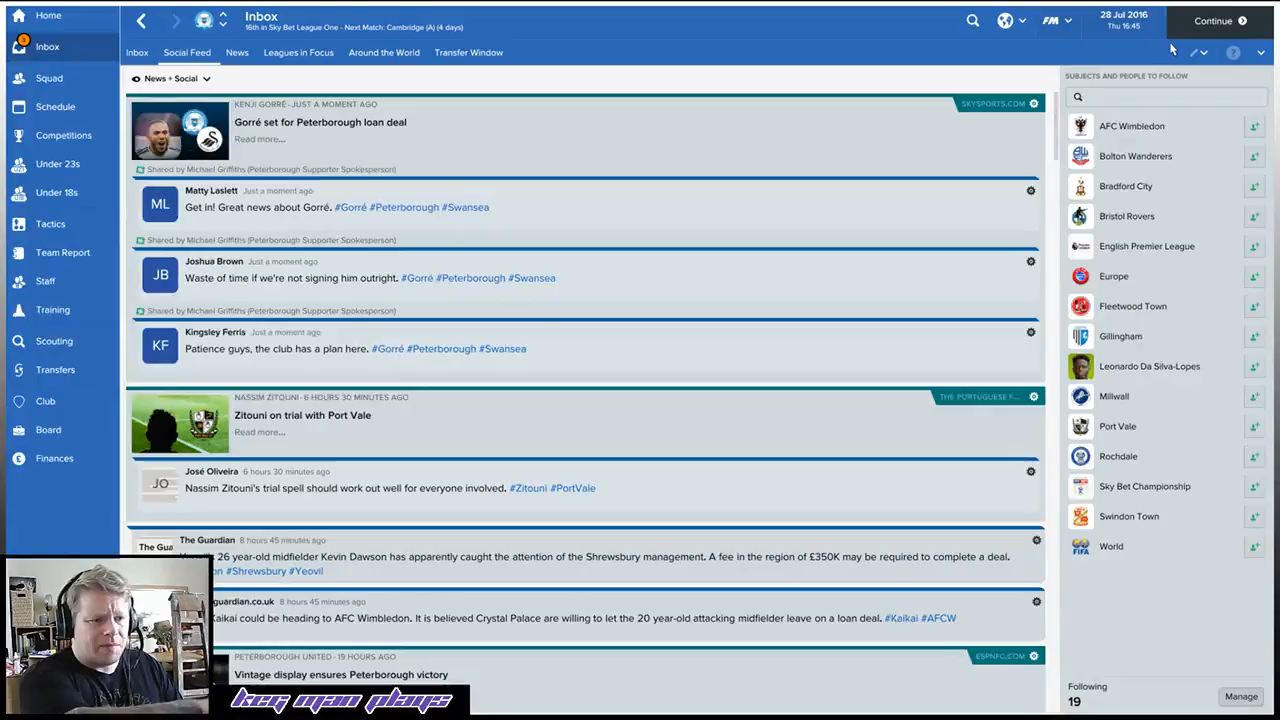 Home
3
Inbox
Squad
Schedule
Competitions
Under 23s
Under 18s
Tactics
Team Report
Staff
Training
Scouting
Transfers
Club
Board
Finances
Inbox
16th in Sky Bet League One - Next Match: Cambridge (A) (4 days)
FM
28 Jul 2016
Thu 16:45
Continue
Inbox Social Feed News Leagues in Focus Around the World Transfer Window
News + Social
KENJI GORRÉ - JUST A MOMENT AGO
SKYSPORTS.COM
Gorré set for Peterborough loan deal
Read more...
Shared by Michael Griffiths (Peterborough Supporter Spokesperson)
ML
Matty Laslett Just a moment ago
Get in! Great news about Gorré. #Gorré #Peterborough #Swansea
Shared by Michael Griffiths (Peterborough Supporter Spokesperson)
JB
Joshua Brown Just a moment ago
Waste of time if we're not signing him outright. #Gorré #Peterborough #Swansea
Shared by Michael Griffiths (Peterborough Supporter Spokesperson)
KF
Kingsley Ferris Just a moment ago
Patience guys, the club has a plan here. #Gorré #Peterborough #Swansea
NASSIM ZITOUNI - 6 HOURS 30 MINUTES AGO
THE PORTUGUESE F...
Zitouni on trial with Port Vale
Read more...
JO
José Oliveira 6 hours 30 minutes ago
Nassim Zitouni's trial spell should work out well for everyone involved. #Zitouni #PortVale
The Gua
The Guardian 8 hours 45 minutes ago
26 year-old midfielder Kevin Dawson has apparently caught the attention of the Shrewsbury management. A fee in the region of £350K may be required to complete a deal.
#Shrewsbury #Yeovil
guardian.co.uk 8 hours 45 minutes ago
Kaikai could be heading to AFC Wimbledon. It is believed Crystal Palace are willing to let the 20 year-old attacking midfielder leave on a loan deal. #Kaikai #AFCW
PETERBOROUGH UNITED - 19 HOURS AGO
ESPNFC.COM
Vintage display ensures Peterborough victory
SUBJECTS AND PEOPLE TO FOLLOW
AFC Wimbledon
Bolton Wanderers
Bradford City
Bristol Rovers
English Premier League
Europe
Fleetwood Town
Gillingham
Leonardo Da Silva-Lopes
Millwall
Port Vale
Rochdale
Sky Bet Championship
Swindon Town
World
Following
19
Manage
keg man plays